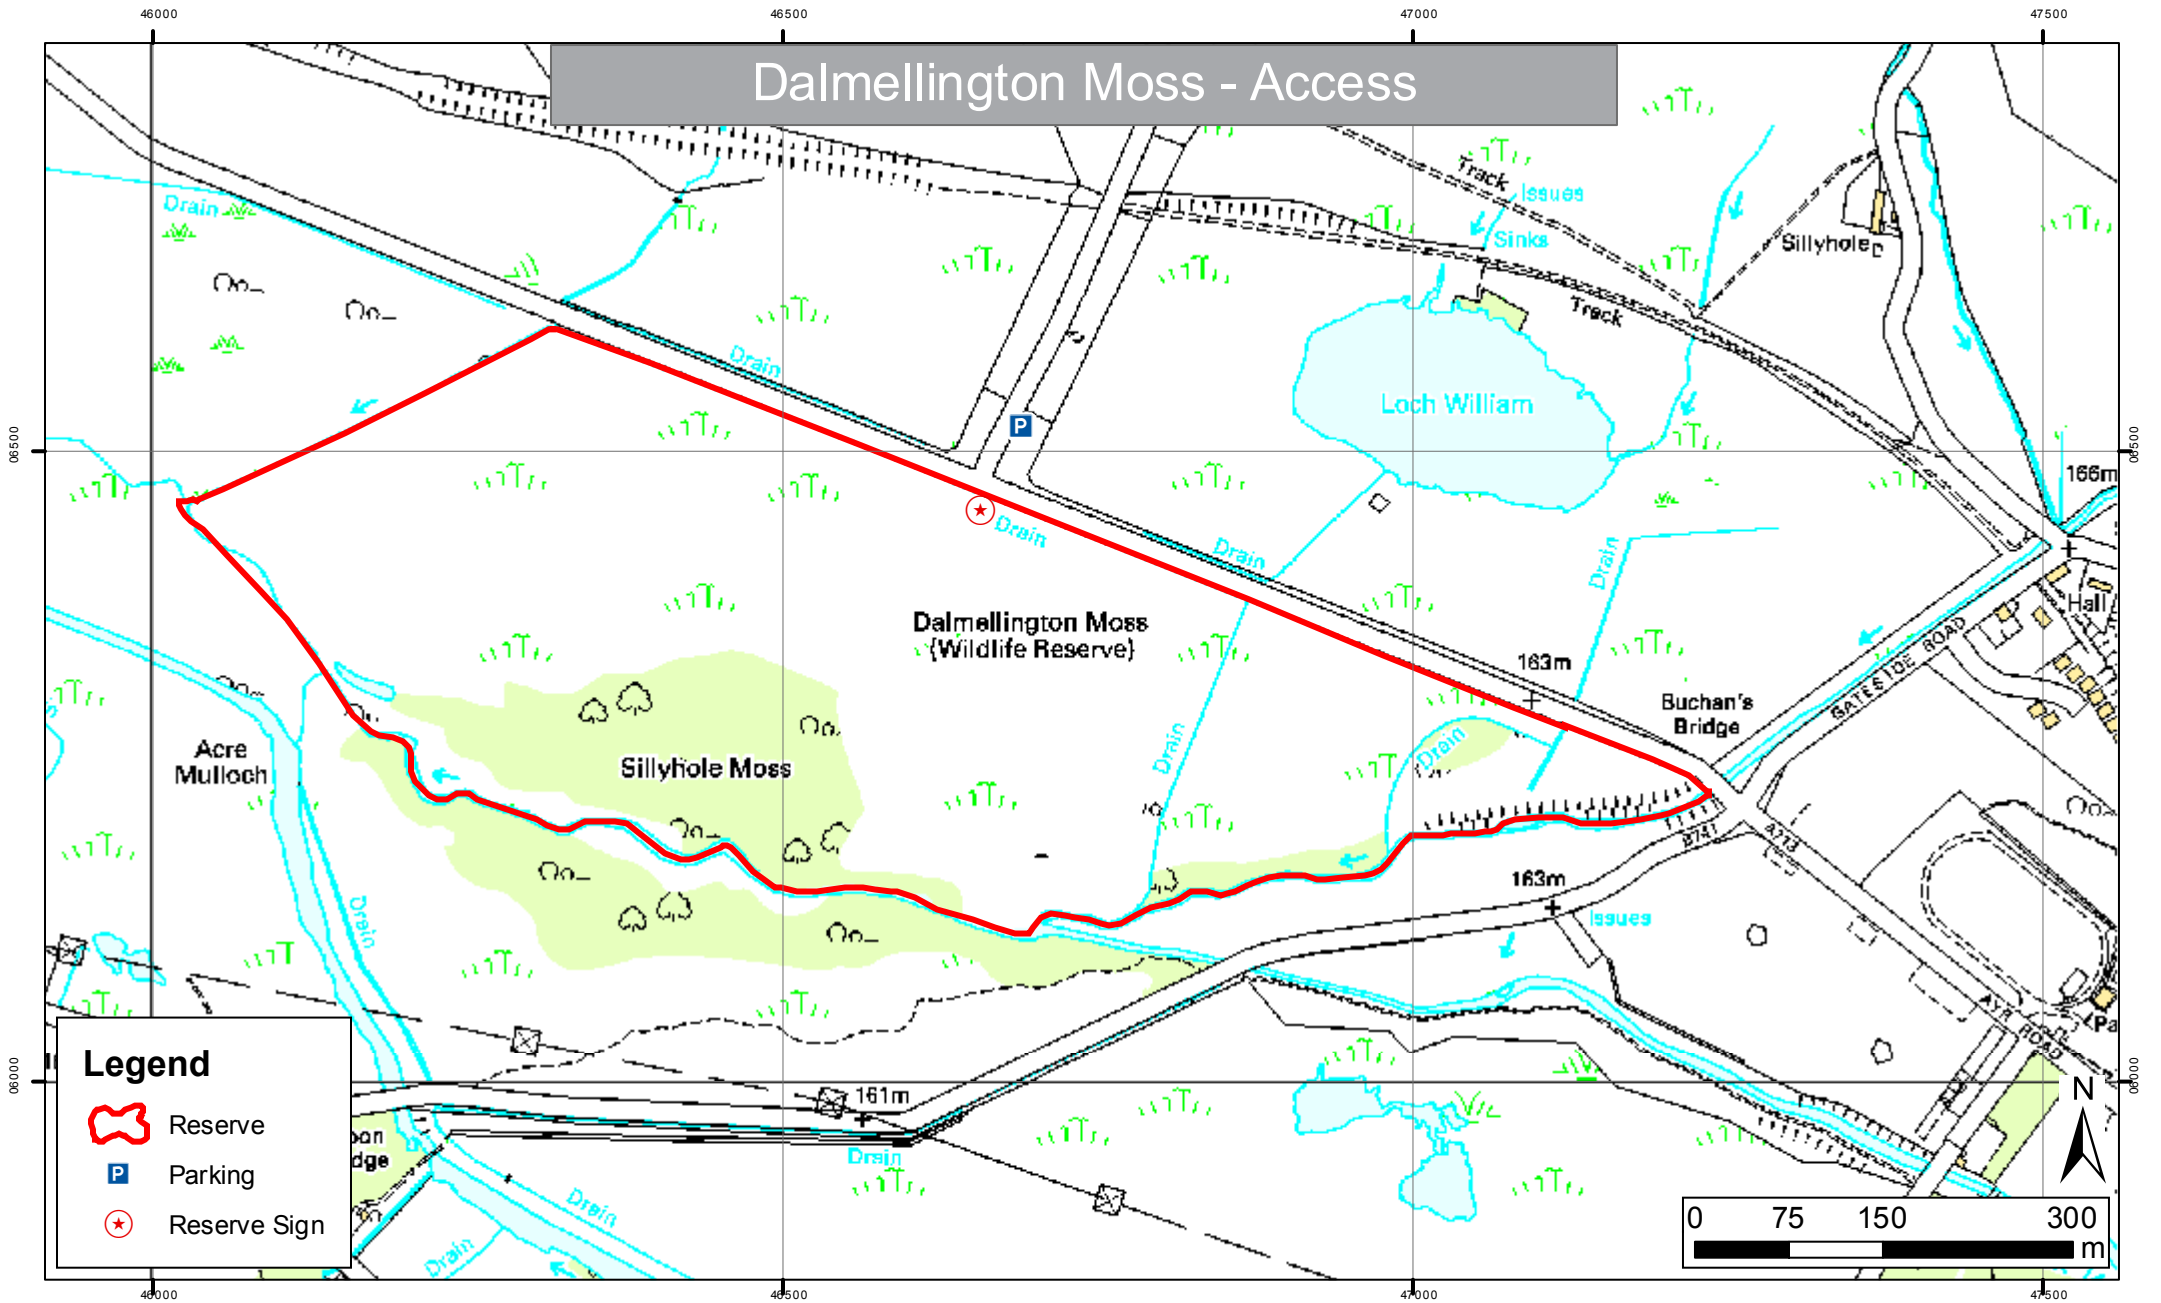 46000
46500
47000
47500
Dalmellington Moss - Access
Track
Issues
Drain
Sinks
Sillyhole
Track
Drain
Loch William
P
06500
06500
166m
Drain
Drain
Drain
Hall
Dalmellington Moss
(Wildlife Reserve)
163m
GATESIDE ROAD
Buchan's
Bridge
Drain
Drain
Acre
Mulloch
Sillyhole Moss
B741
A713
163m
Issues
Drain
AYR ROAD
Pa
06000
06000
161m
Drain
Drain
Drain
Legend
Reserve
P Parking
Reserve Sign
N
0 75 150 300
m
46000
46500
47000
47500